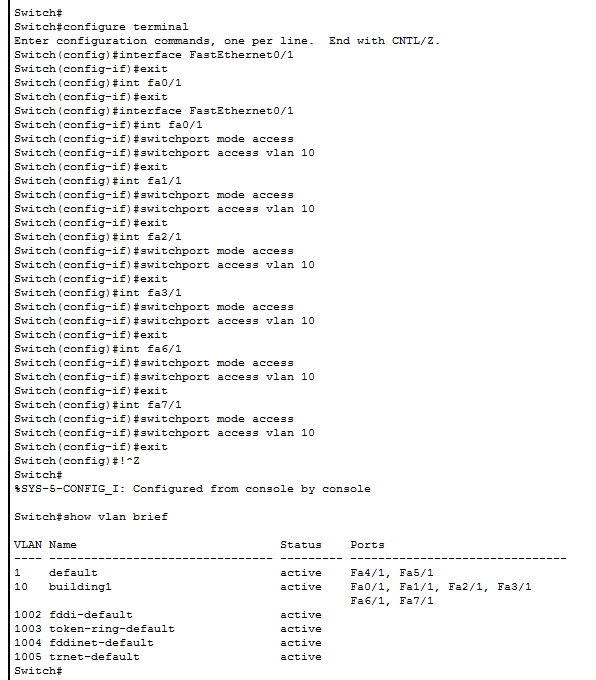 Switch#
Switch#configure terminal
Enter configuration commands, one per line.  End with CNTL/Z.
Switch(config)#interface FastEthernet0/1
Switch(config-if)#exit
Switch(config)#int fa0/1
Switch(config-if)#exit
Switch(config)#interface FastEthernet0/1
Switch(config-if)#int fa0/1
Switch(config-if)#switchport mode access
Switch(config-if)#switchport access vlan 10
Switch(config-if)#exit
Switch(config)#int fa1/1
Switch(config-if)#switchport mode access
Switch(config-if)#switchport access vlan 10
Switch(config-if)#exit
Switch(config)#int fa2/1
Switch(config-if)#switchport mode access
Switch(config-if)#switchport access vlan 10
Switch(config-if)#exit
Switch(config)#int fa3/1
Switch(config-if)#switchport mode access
Switch(config-if)#switchport access vlan 10
Switch(config-if)#exit
Switch(config)#int fa6/1
Switch(config-if)#switchport mode access
Switch(config-if)#switchport access vlan 10
Switch(config-if)#exit
Switch(config)#int fa7/1
Switch(config-if)#switchport mode access
Switch(config-if)#switchport access vlan 10
Switch(config-if)#exit
Switch(config)#!^Z
Switch#
%SYS-5-CONFIG_I: Configured from console by console

Switch#show vlan brief

VLAN Name                             Status    Ports
---- -------------------------------- --------- -------------------------------
1    default                          active    Fa4/1, Fa5/1
10   building1                        active    Fa0/1, Fa1/1, Fa2/1, Fa3/1
                                                Fa6/1, Fa7/1
1002 fddi-default                     active
1003 token-ring-default               active
1004 fddinet-default                  active
1005 trnet-default                    active
Switch#